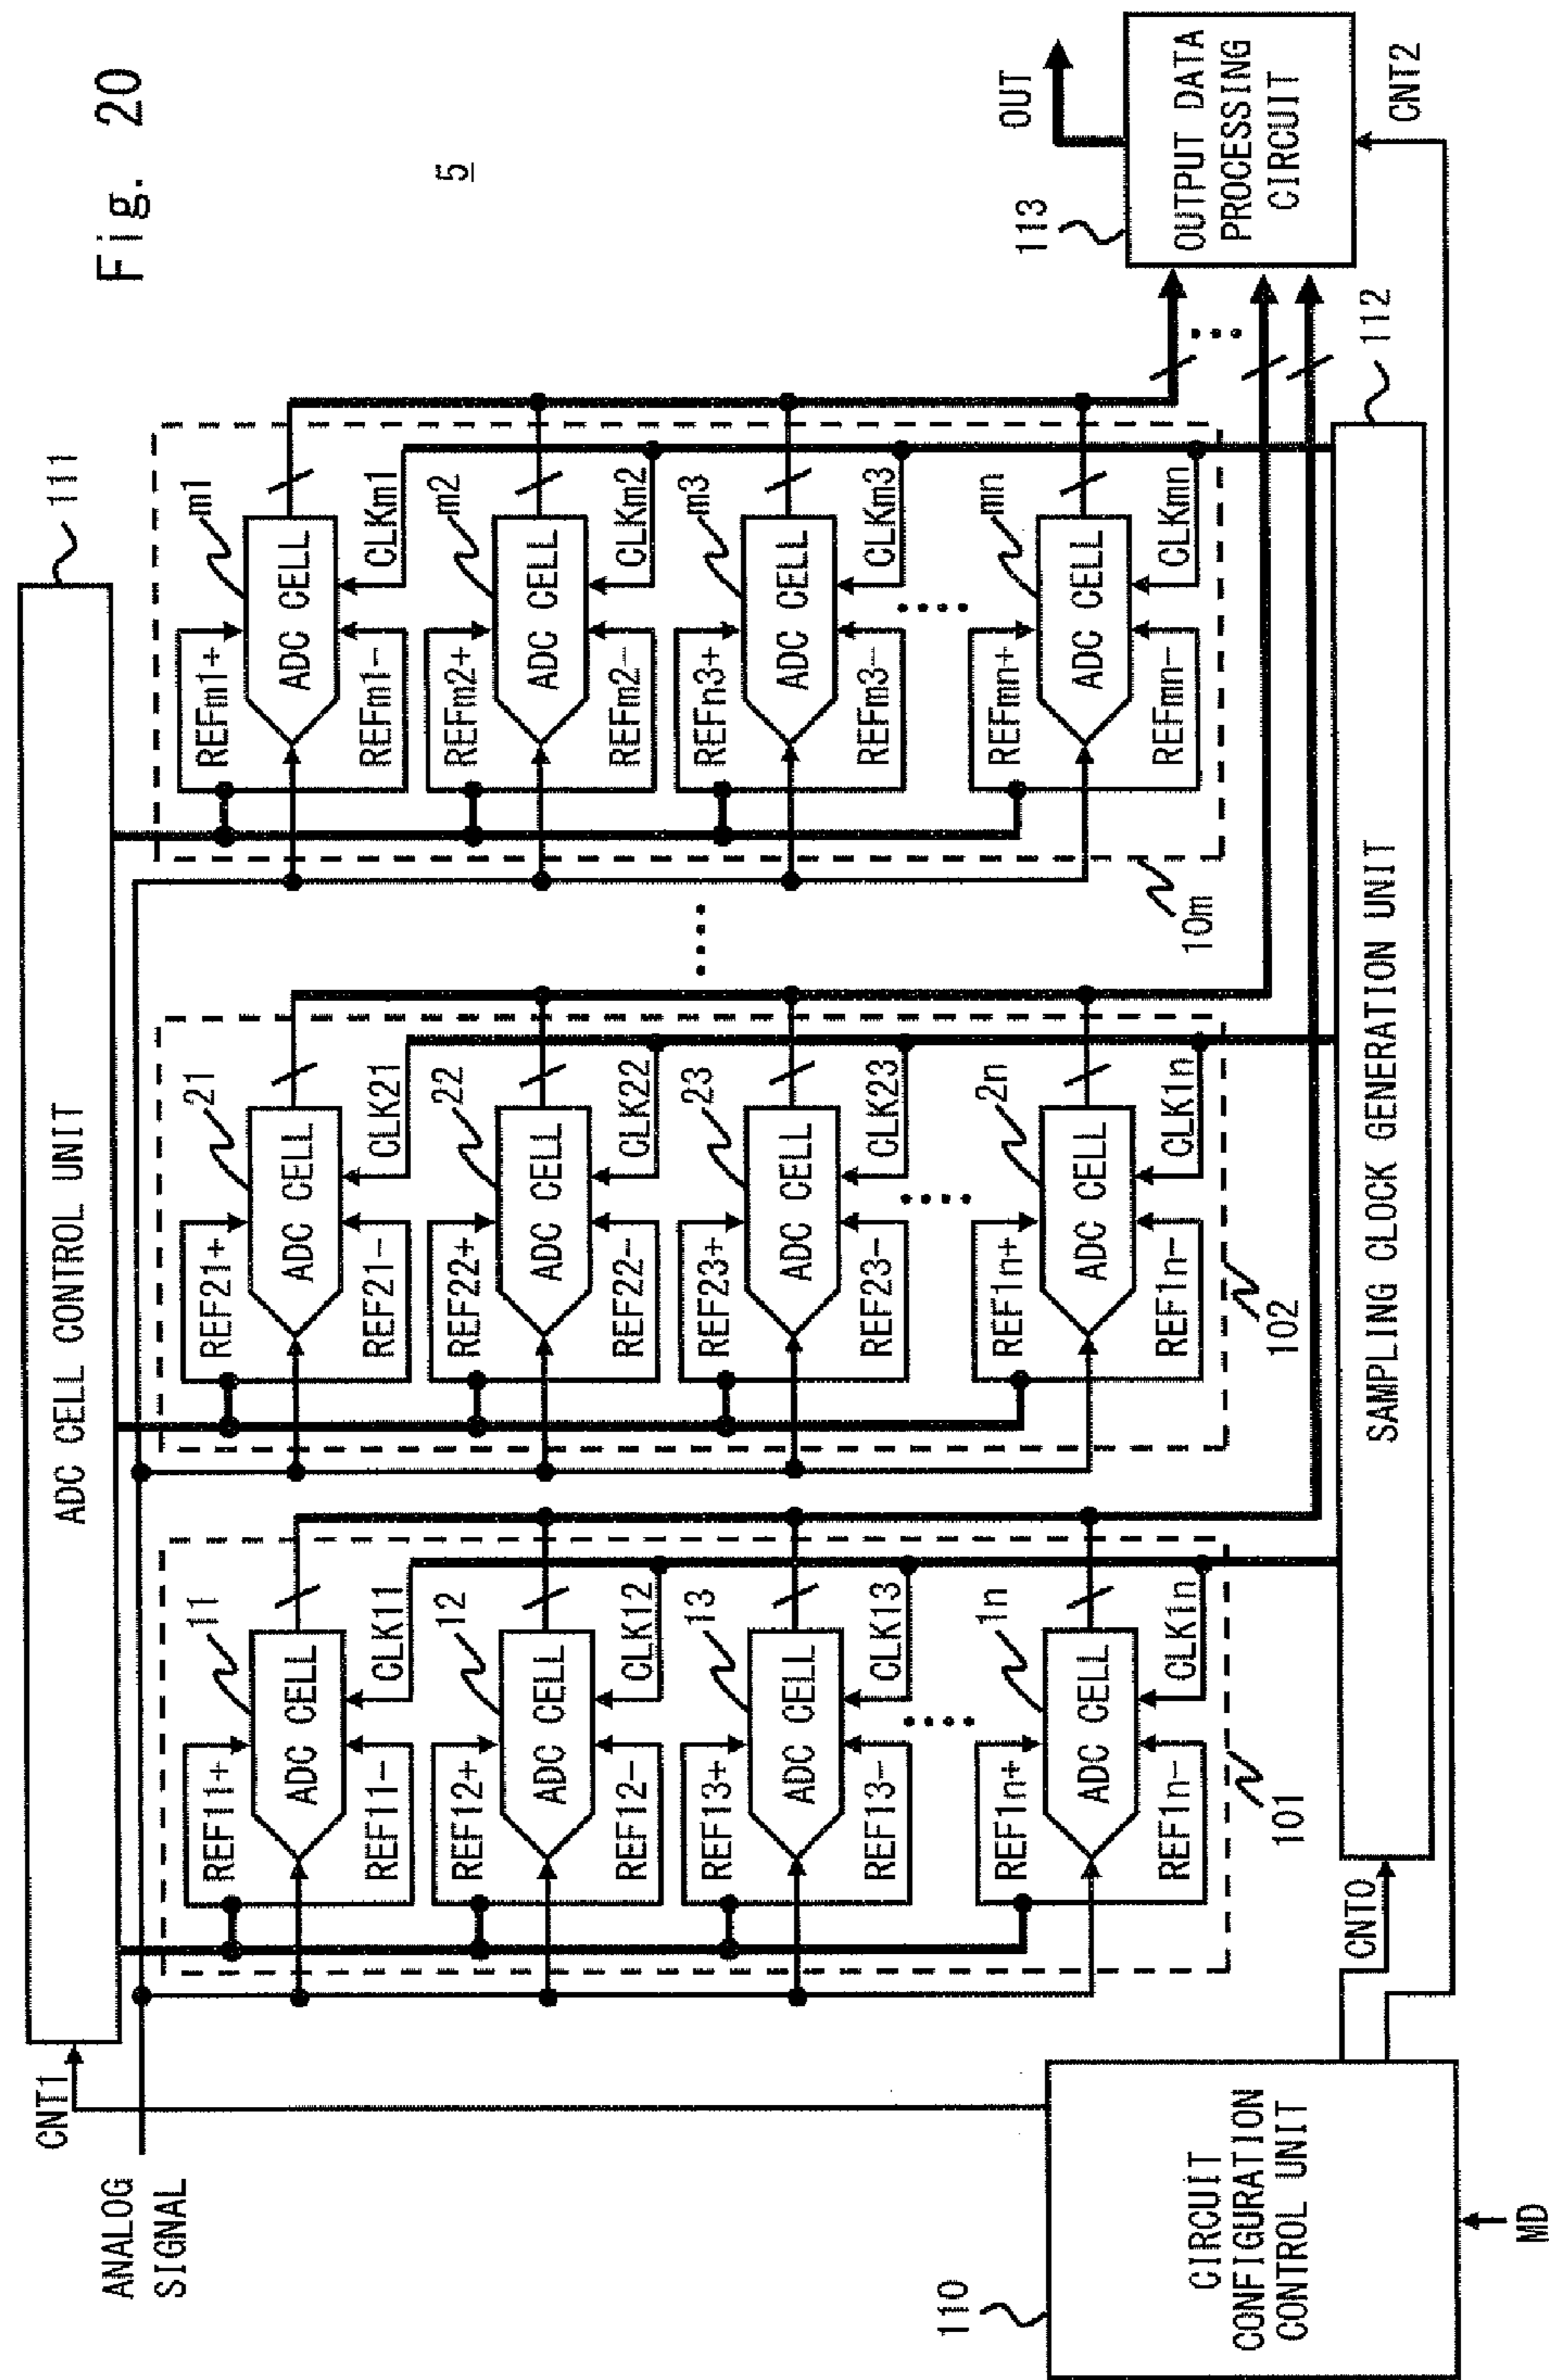 Fig. 20
5
ADC CELL CONTROL UNIT
111
CNT1
ANALOG
SIGNAL
REF11+
ADC CELL
11
REF11-
CLK11
REF12+
ADC CELL
12
REF12-
CLK12
REF13+
ADC CELL
13
REF13-
CLK13
REF1n+
ADC CELL
1n
REF1n-
CLK1n
101
REF21+
ADC CELL
21
REF21-
CLK21
REF22+
ADC CELL
22
REF22-
CLK22
REF23+
ADC CELL
23
REF23-
CLK23
REF1n+
ADC CELL
2n
REF1n-
CLK1n
102
REFm1+
ADC CELL
m1
REFm1-
CLKm1
REFm2+
ADC CELL
m2
REFm2-
CLKm2
REFn3+
ADC CELL
m3
REFm3-
CLKm3
REFmn+
ADC CELL
mn
REFmn-
CLKmn
10m
OUT
113
OUTPUT DATA
PROCESSING
CIRCUIT
CNT2
112
SAMPLING CLOCK GENERATION UNIT
CNT0
110
CIRCUIT
CONFIGURATION
CONTROL UNIT
MD